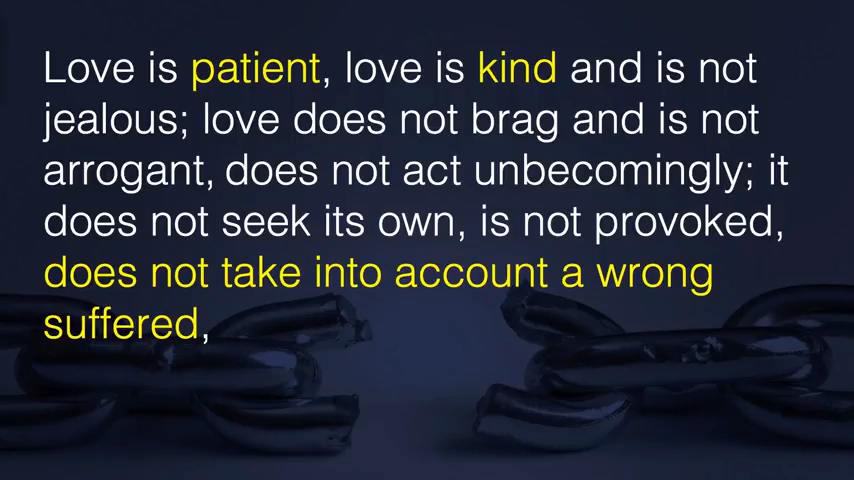 Love is patient, love is kind and is not
jealous; love does not brag and is not
arrogant, does not act unbecomingly; it
does not seek its own, is not provoked,
does not take into account a wrong
suffered,